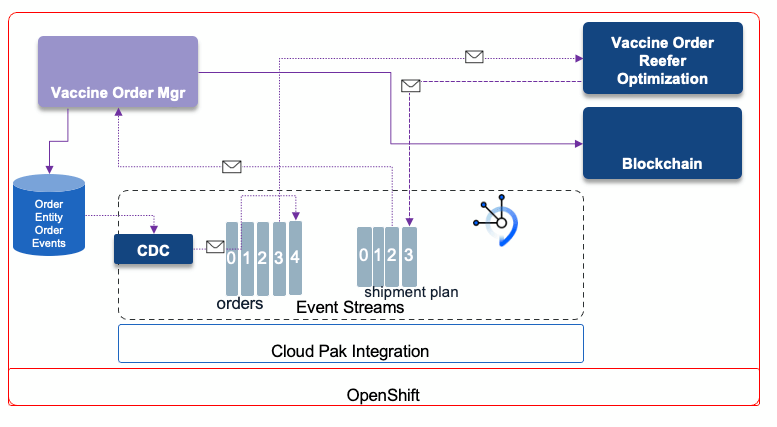 Vaccine Order
Reefer
Optimization
Vaccine Order Mgr
Blockchain
Order
Entity
Order
Events
CDC
0 1 2 3 4
orders
0 1 2 3
shipment plan
Event Streams
Cloud Pak Integration
OpenShift